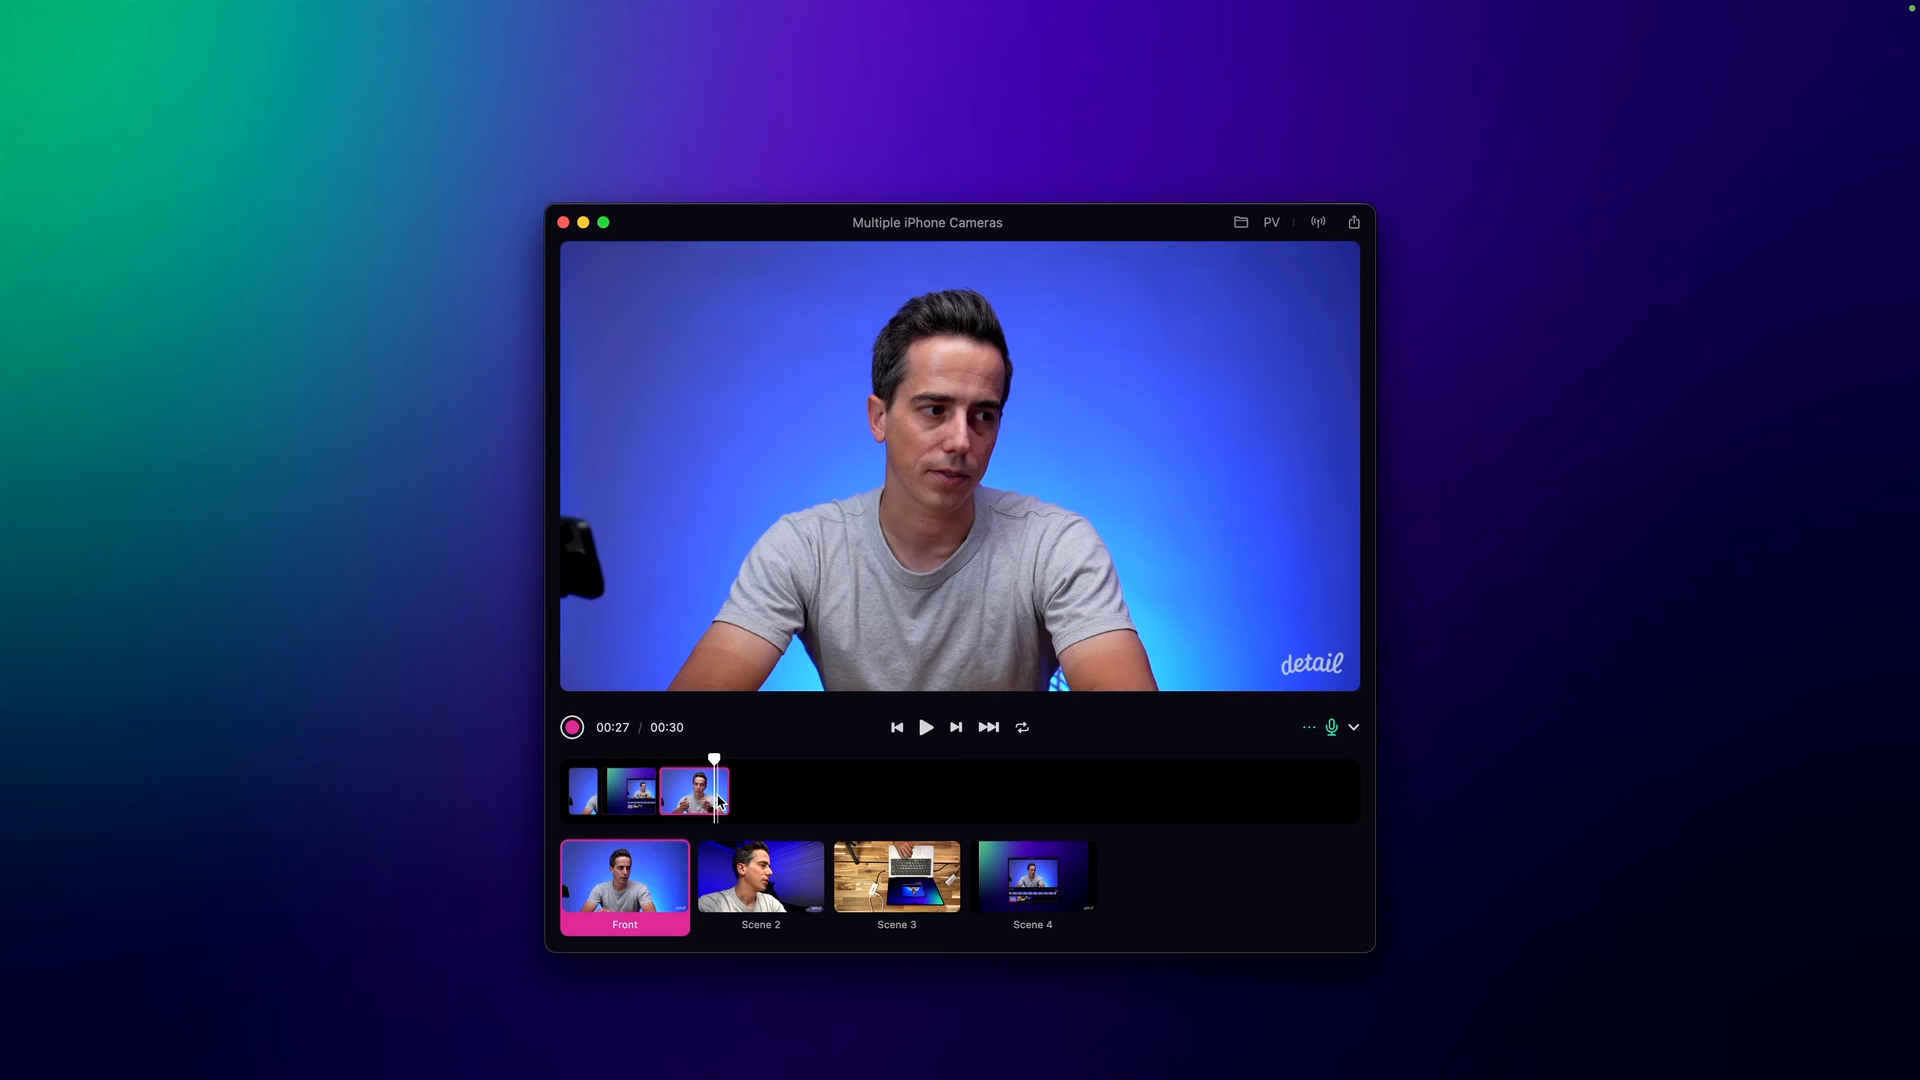 Multiple iPhone Cameras
PV
detail
00:27 / 00:30
Front
Scene 2
Scene 3
Scene 4